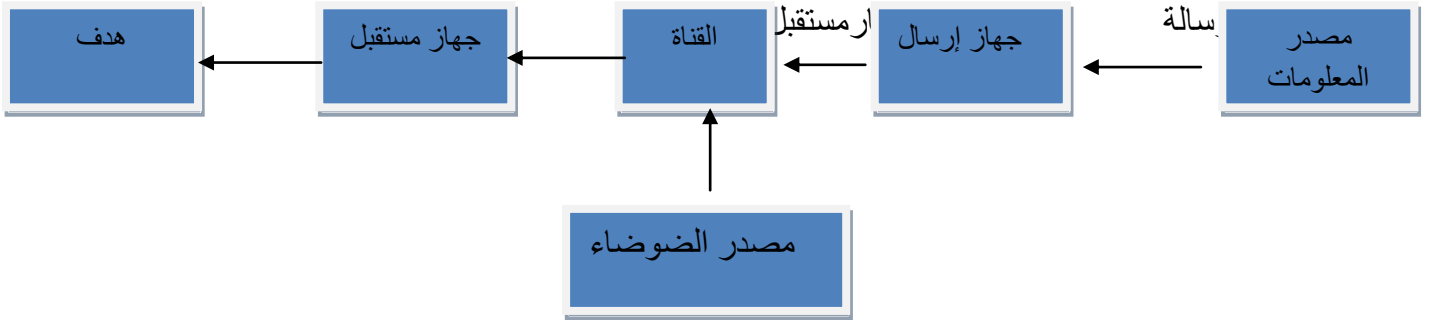 مصدر
المعلومات
جهاز إرسال
القناة
جهاز مستقبل
هدف
مصدر الضوضاء